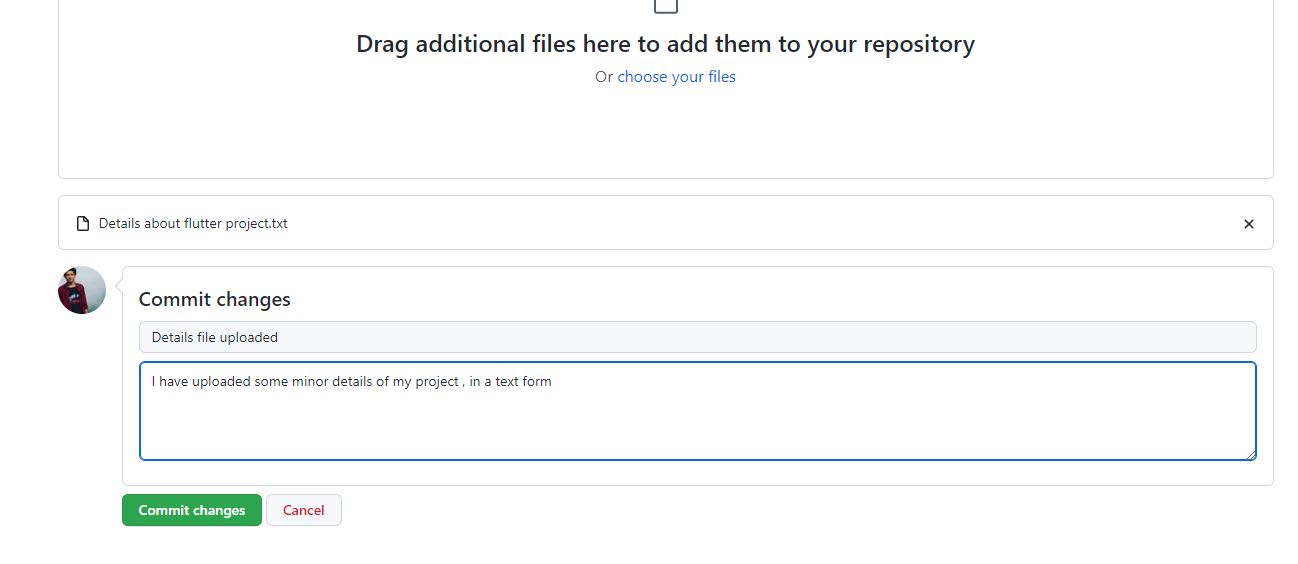 Drag additional files here to add them to your repository
Or choose your files
Details about flutter project.txt
Commit changes
Details file uploaded
I have uploaded some minor details of my project , in a text form
Commit changes
Cancel